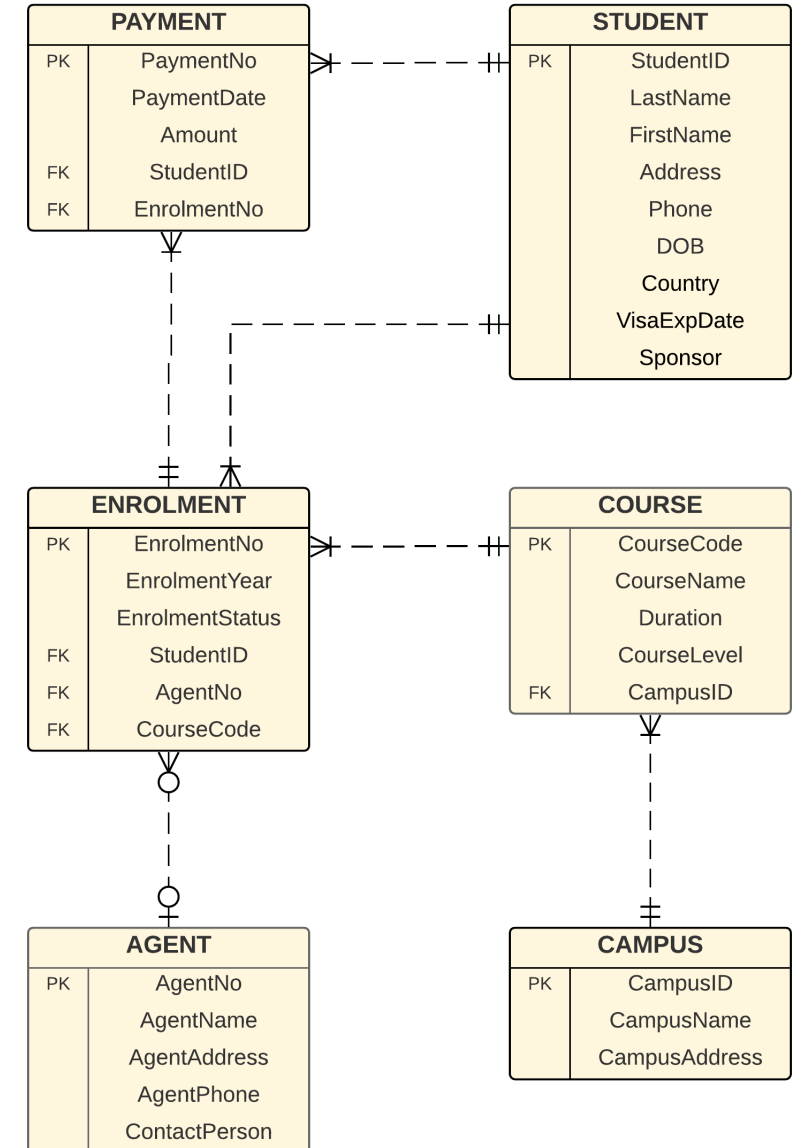 PAYMENT
PK PaymentNo
PaymentDate
Amount
FK StudentID
FK EnrolmentNo
STUDENT
PK StudentID
LastName
FirstName
Address
Phone
DOB
Country
VisaExpDate
Sponsor
ENROLMENT
PK EnrolmentNo
EnrolmentYear
EnrolmentStatus
FK StudentID
FK AgentNo
FK CourseCode
COURSE
PK CourseCode
CourseName
Duration
CourseLevel
FK CampusID
AGENT
PK AgentNo
AgentName
AgentAddress
AgentPhone
ContactPerson
CAMPUS
PK CampusID
CampusName
CampusAddress